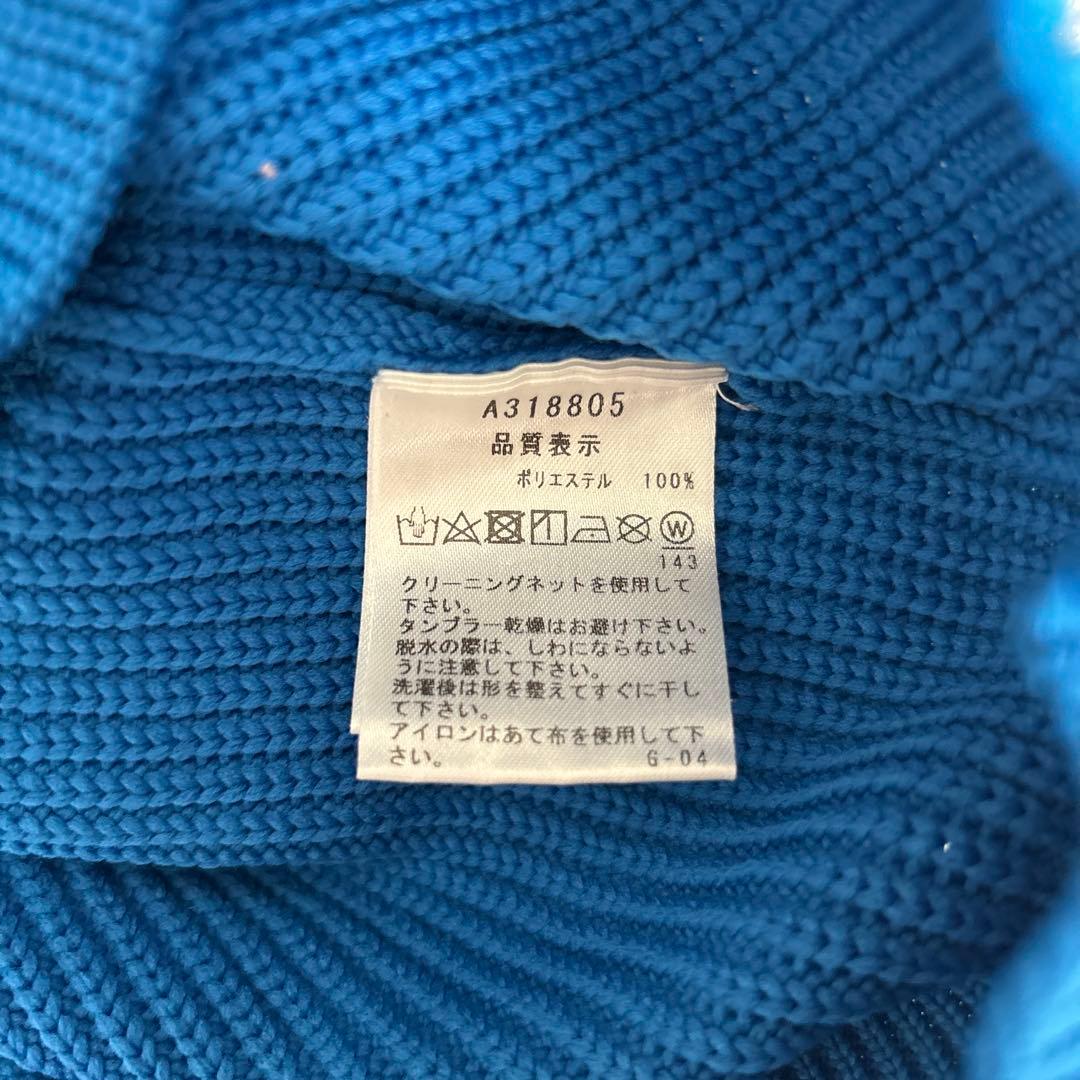 A318805
品質表示
ポリエステル 100%
W
143
クリーニングネットを使用して
下さい。
タンブラー乾燥はお避け下さい。
脱水の際は、しわにならないよ
うに注意して下さい。
洗濯後は形を整えてすぐに干し
て下さい。
アイロンはあて布を使用して下
さい。 G-04